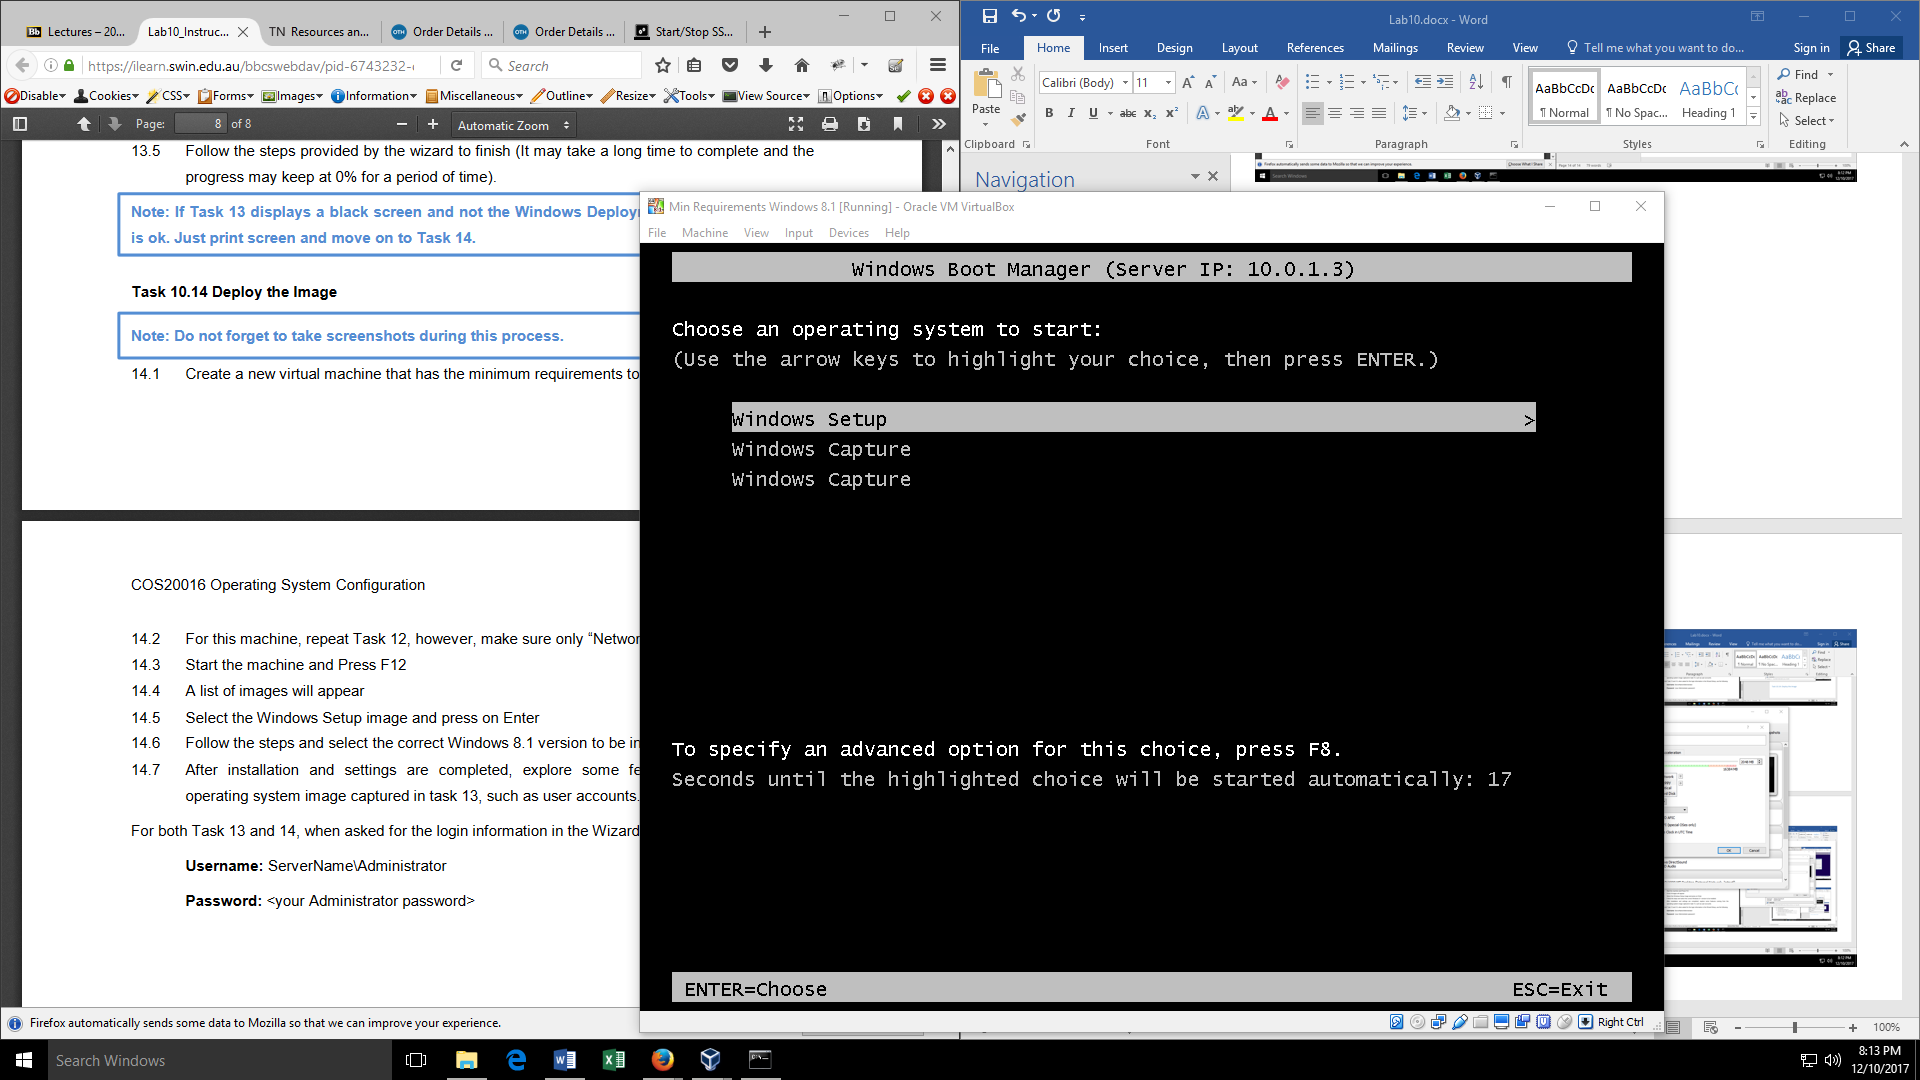 Lectures – 20...
Lab10_Instruc...
TN Resources an...
Order Details ...
Order Details ...
Start/Stop SS...
https://ilearn.swin.edu.au/bbcswebdav/pid-6743232-
Search
Disable
Cookies
CSS
Forms
Images
Information
Miscellaneous
Outline
Resize
Tools
View Source
Options
Page: 8 of 8
Automatic Zoom
13.5 Follow the steps provided by the wizard to finish (It may take a long time to complete and the
progress may keep at 0% for a period of time).
Note: If Task 13 displays a black screen and not the Windows Deploy
is ok. Just print screen and move on to Task 14.
Task 10.14 Deploy the Image
Note: Do not forget to take screenshots during this process.
14.1 Create a new virtual machine that has the minimum requirements to
COS20016 Operating System Configuration
14.2 For this machine, repeat Task 12, however, make sure only “Networ
14.3 Start the machine and Press F12
14.4 A list of images will appear
14.5 Select the Windows Setup image and press on Enter
14.6 Follow the steps and select the correct Windows 8.1 version to be in
14.7 After installation and settings are completed, explore some fe
operating system image captured in task 13, such as user accounts.
For both Task 13 and 14, when asked for the login information in the Wizard
Username: ServerName\Administrator
Password: <your Administrator password>
Firefox automatically sends some data to Mozilla so that we can improve your experience.
Lab10.docx - Word
File Home Insert Design Layout References Mailings Review View Tell me what you want to do... Sign in Share
Paste
Calibri (Body) 11
AaBbCcDc AaBbCcDc AaBbCc
¶ Normal ¶ No Spac... Heading 1
Find
Replace
Select
Clipboard Font Paragraph Styles Editing
Navigation
Min Requirements Windows 8.1 [Running] - Oracle VM VirtualBox
File Machine View Input Devices Help
Windows Boot Manager (Server IP: 10.0.1.3)
Choose an operating system to start:
(Use the arrow keys to highlight your choice, then press ENTER.)
Windows Setup >
Windows Capture
Windows Capture
To specify an advanced option for this choice, press F8.
Seconds until the highlighted choice will be started automatically: 17
ENTER=Choose ESC=Exit
Right Ctrl
100%
Search Windows
8:13 PM
12/10/2017